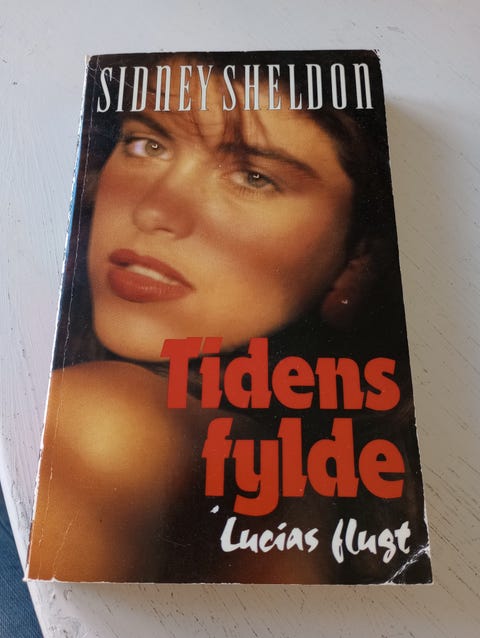 SIDNEY SHELDON
Tidens
fylde
Lucias flugt